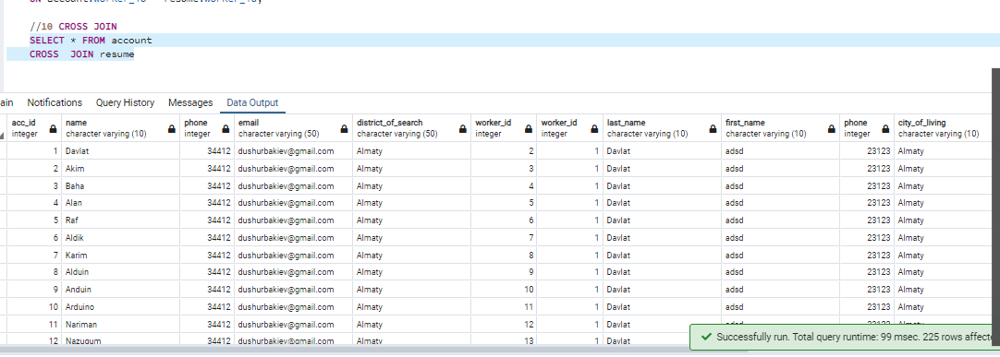 //10 CROSS JOIN
SELECT * FROM account
CROSS  JOIN resume
ain Notifications Query History Messages Data Output
acc_id name phone email district_of_search worker_id worker_id last_name first_name phone city_of_living
integer character varying (10) integer character varying (50) character varying (50) integer integer character varying (10) character varying (10) integer character varying (10)
1 Davlat 34412 dushurbakiev@gmail.com Almaty 2 1 Davlat adsd 23123 Almaty
2 Akim 34412 dushurbakiev@gmail.com Almaty 3 1 Davlat adsd 23123 Almaty
3 Baha 34412 dushurbakiev@gmail.com Almaty 4 1 Davlat adsd 23123 Almaty
4 Alan 34412 dushurbakiev@gmail.com Almaty 5 1 Davlat adsd 23123 Almaty
5 Raf 34412 dushurbakiev@gmail.com Almaty 6 1 Davlat adsd 23123 Almaty
6 Aldik 34412 dushurbakiev@gmail.com Almaty 7 1 Davlat adsd 23123 Almaty
7 Karim 34412 dushurbakiev@gmail.com Almaty 8 1 Davlat adsd 23123 Almaty
8 Alduin 34412 dushurbakiev@gmail.com Almaty 9 1 Davlat adsd 23123 Almaty
9 Anduin 34412 dushurbakiev@gmail.com Almaty 10 1 Davlat adsd 23123 Almaty
10 Arduino 34412 dushurbakiev@gmail.com Almaty 11 1 Davlat adsd 23123 Almaty
11 Nariman 34412 dushurbakiev@gmail.com Almaty 12 1 Davlat
12 Nazugum 34412 dushurbakiev@gmail.com Almaty 13 1 Davlat
Successfully run. Total query runtime: 99 msec. 225 rows affecte